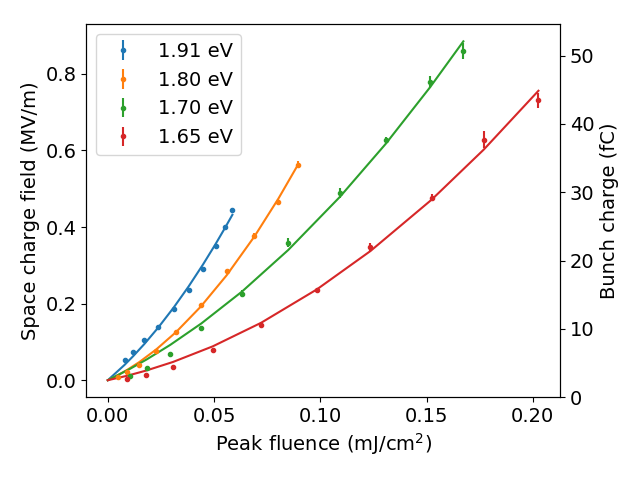 1.91 eV
1.80 eV
1.70 eV
1.65 eV
Space charge field (MV/m)
0.8
0.6
0.4
0.2
0.0
50
40
30
20
10
0
Bunch charge (fC)
0.00 0.05 0.10 0.15 0.20
Peak fluence (mJ/cm²)